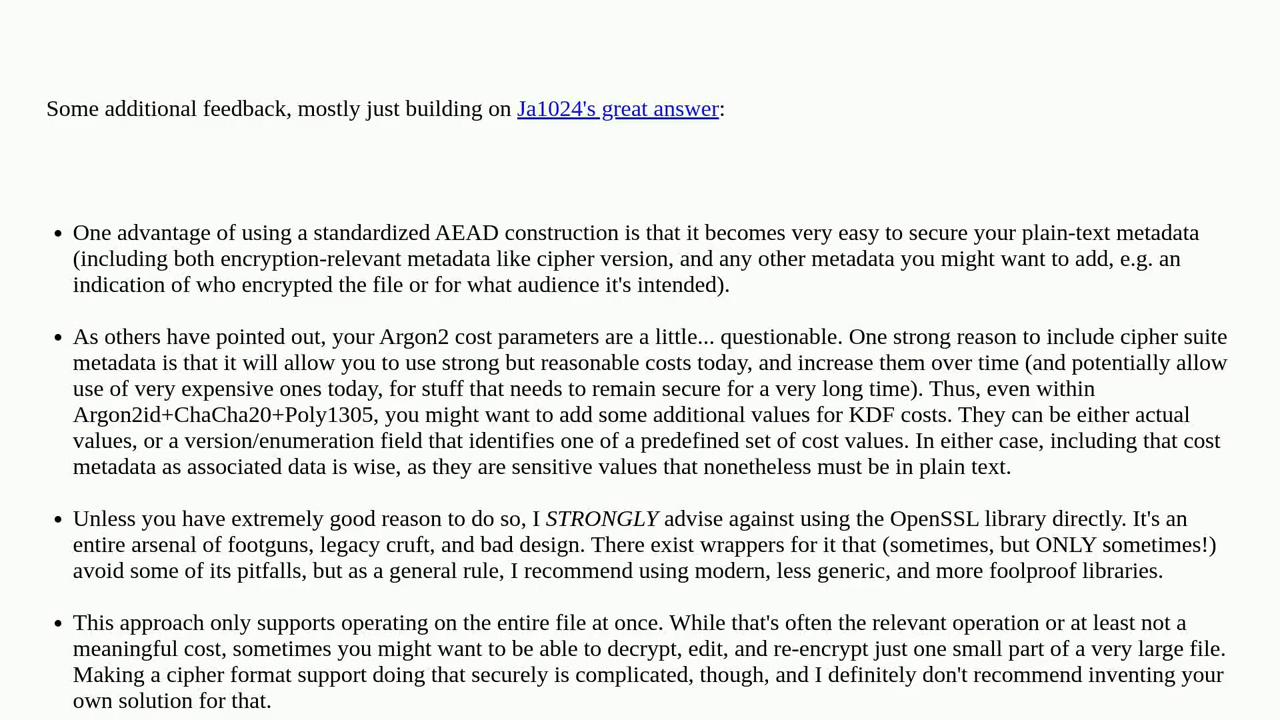 Some additional feedback, mostly just building on Ja1024's great answer:
• One advantage of using a standardized AEAD construction is that it becomes very easy to secure your plain-text metadata
(including both encryption-relevant metadata like cipher version, and any other metadata you might want to add, e.g. an
indication of who encrypted the file or for what audience it's intended).
• As others have pointed out, your Argon2 cost parameters are a little... questionable. One strong reason to include cipher suite
metadata is that it will allow you to use strong but reasonable costs today, and increase them over time (and potentially allow
use of very expensive ones today, for stuff that needs to remain secure for a very long time). Thus, even within
Argon2id+ChaCha20+Poly1305, you might want to add some additional values for KDF costs. They can be either actual
values, or a version/enumeration field that identifies one of a predefined set of cost values. In either case, including that cost
metadata as associated data is wise, as they are sensitive values that nonetheless must be in plain text.
• Unless you have extremely good reason to do so, I STRONGLY advise against using the OpenSSL library directly. It's an
entire arsenal of footguns, legacy cruft, and bad design. There exist wrappers for it that (sometimes, but ONLY sometimes!)
avoid some of its pitfalls, but as a general rule, I recommend using modern, less generic, and more foolproof libraries.
• This approach only supports operating on the entire file at once. While that's often the relevant operation or at least not a
meaningful cost, sometimes you might want to be able to decrypt, edit, and re-encrypt just one small part of a very large file.
Making a cipher format support doing that securely is complicated, though, and I definitely don't recommend inventing your
own solution for that.